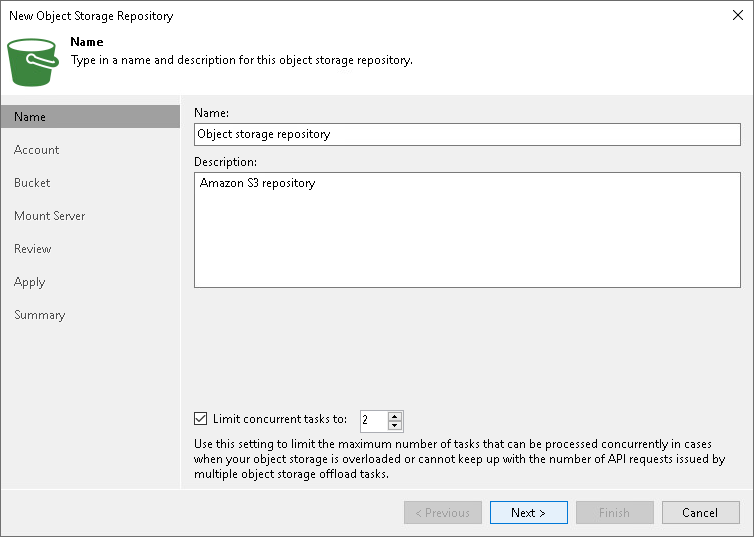 New Object Storage Repository
Name
Type in a name and description for this object storage repository.
Name
Account
Bucket
Mount Server
Review
Apply
Summary
Name:
Object storage repository
Description:
Amazon S3 repository
Limit concurrent tasks to: 2
Use this setting to limit the maximum number of tasks that can be processed concurrently in cases
when your object storage is overloaded or cannot keep up with the number of API requests issued by
multiple object storage offload tasks.
< Previous Next > Finish Cancel